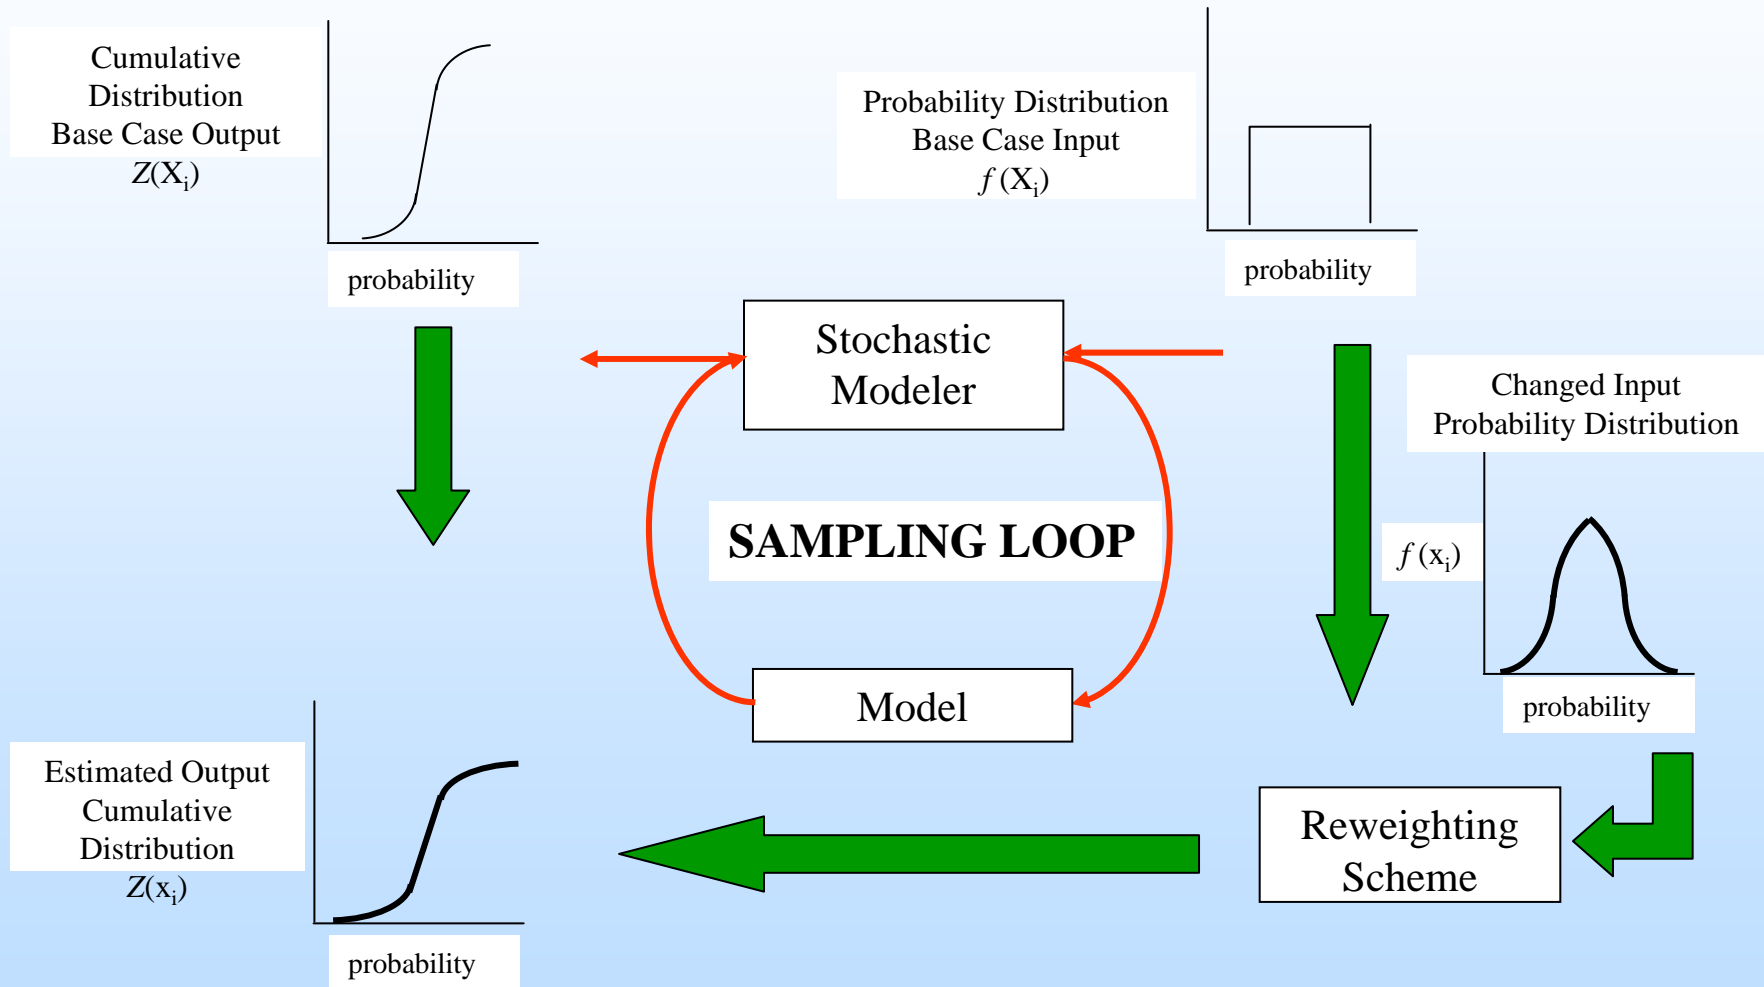 Cumulative
Distribution
Base Case Output
Z(Xi)
probability
Probability Distribution
Base Case Input
f (Xi)
probability
Stochastic
Modeler
Changed Input
Probability Distribution
SAMPLING LOOP
f (xi)
probability
Model
Estimated Output
Cumulative
Distribution
Z(xi)
probability
Reweighting
Scheme